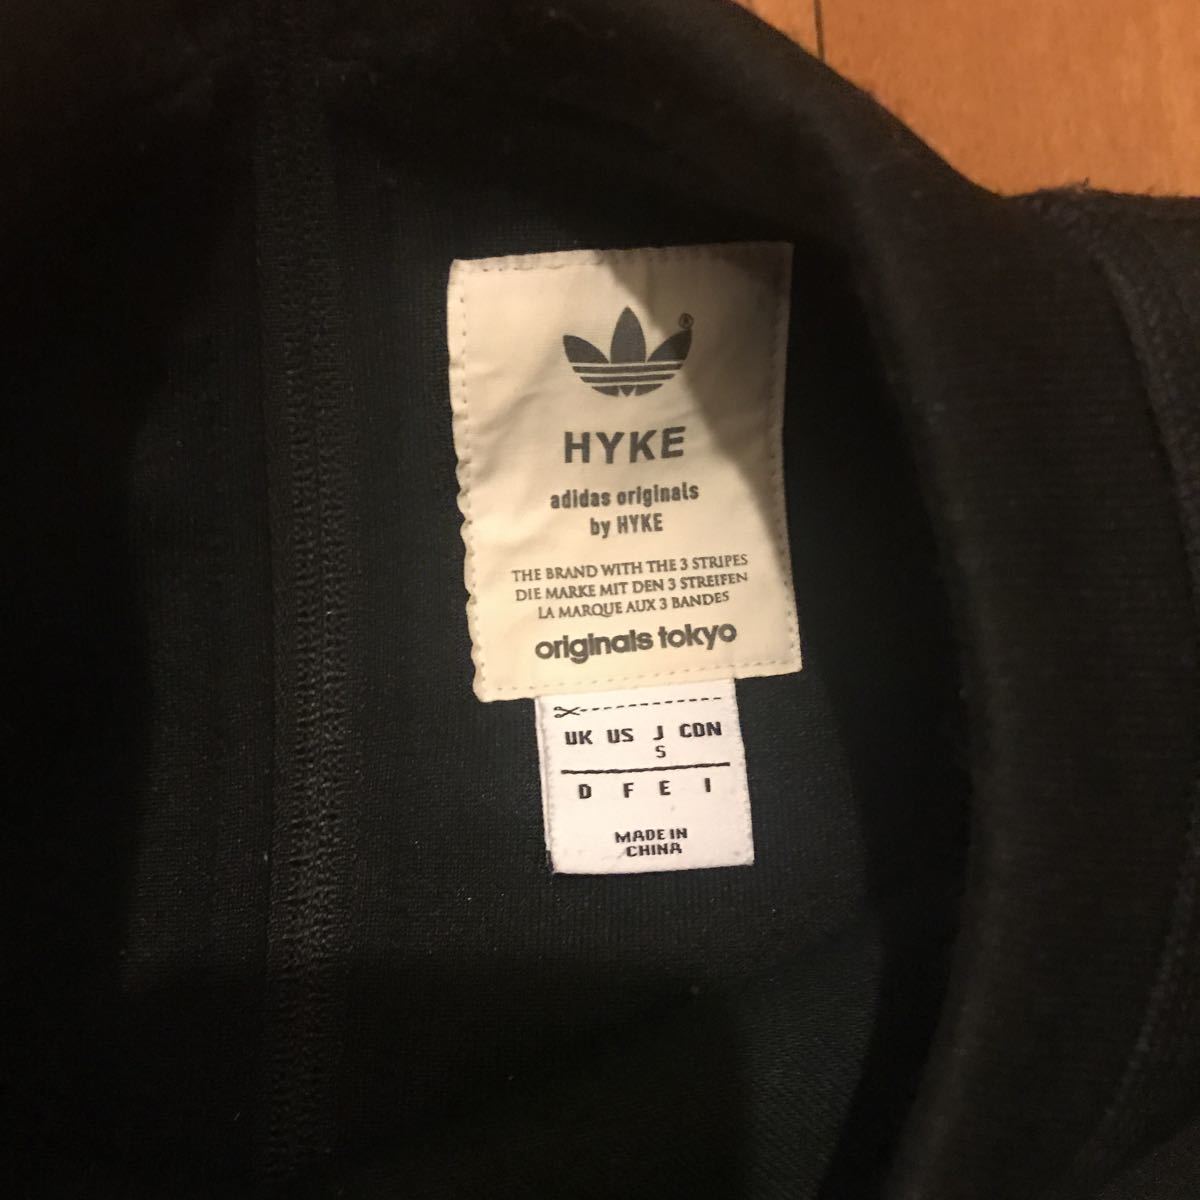 ®
HYKE
adidas originals
by HYKE
THE BRAND WITH THE 3 STRIPES
DIE MARKE MIT DEN 3 STREIFEN
LA MARQUE AUX 3 BANDES
originals tokyo
UK US J CDN
S
D F E I
MADE IN
CHINA